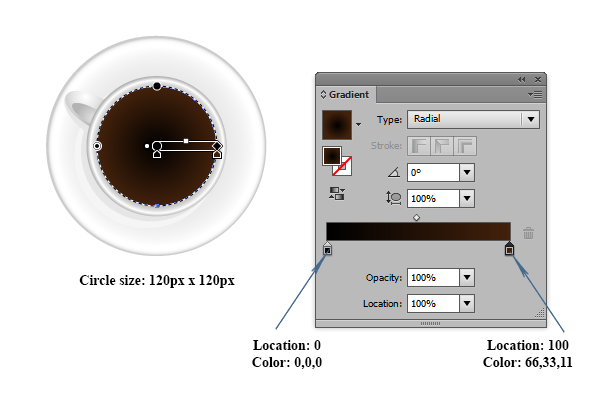 Gradient
Type: Radial
Stroke:
0°
100%
Opacity: 100%
Location: 100%
Circle size: 120px x 120px
Location: 0
Color: 0,0,0
Location: 100
Color: 66,33,11